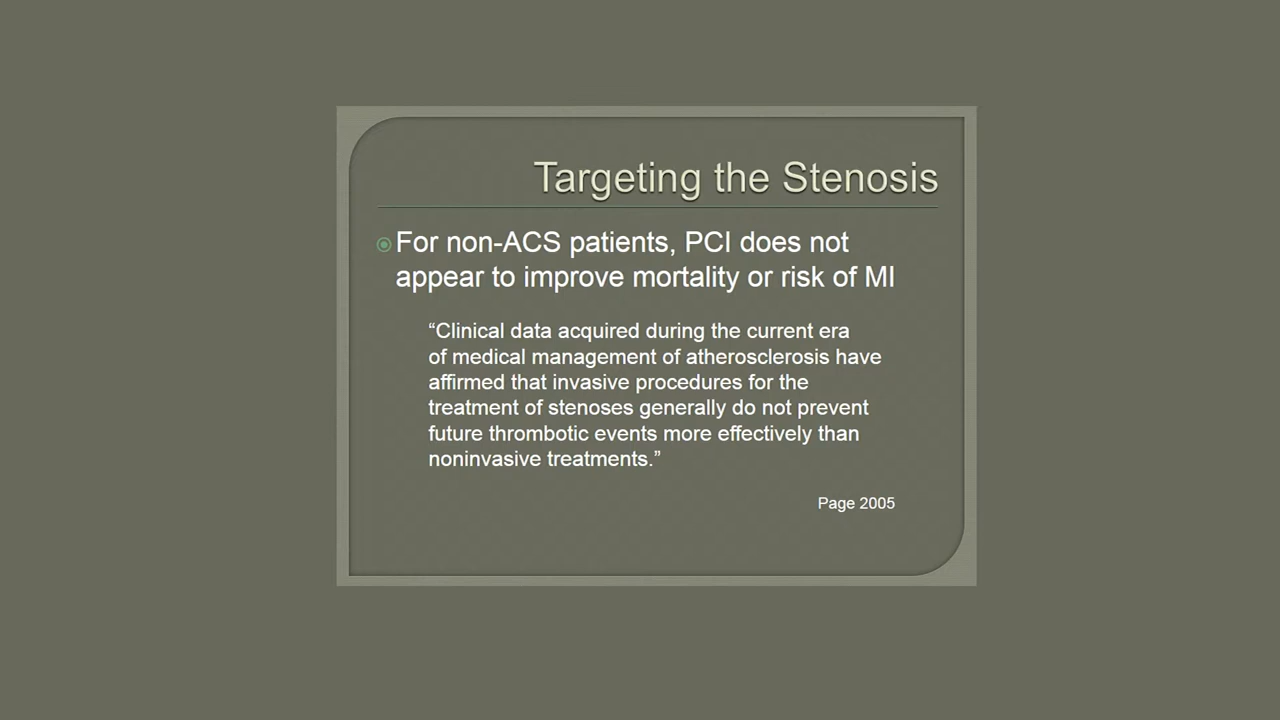 Targeting the Stenosis
For non-ACS patients, PCI does not
appear to improve mortality or risk of MI
“Clinical data acquired during the current era
of medical management of atherosclerosis have
affirmed that invasive procedures for the
treatment of stenoses generally do not prevent
future thrombotic events more effectively than
noninvasive treatments.”
Page 2005